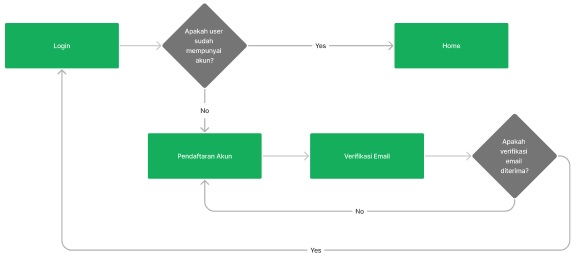 Login
Apakah user
sudah
mempunyai
akun?
Yes
Home
No
Pendaftaran Akun
Verifikasi Email
Apakah
verifikasi
email
diterima?
No
Yes